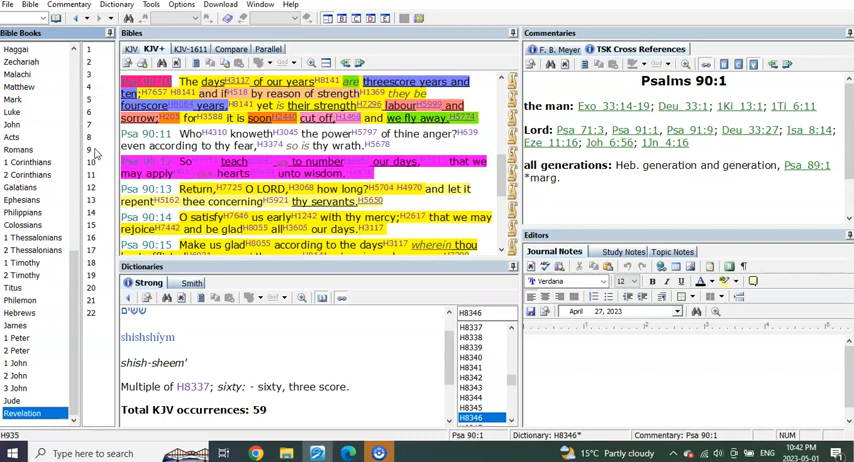 File Bible Commentary Dictionary Tools Options Download Window Help
Bible Books
Haggai
Zechariah
Malachi
Matthew
Mark
Luke
John
Acts
Romans
1 Corinthians
2 Corinthians
Galatians
Ephesians
Philippians
Colossians
1 Thessalonians
2 Thessalonians
1 Timothy
2 Timothy
Titus
Philemon
Hebrews
James
1 Peter
2 Peter
1 John
2 John
3 John
Jude
Revelation
1
2
3
4
5
6
7
8
9
10
11
12
13
14
15
16
17
18
19
20
21
22
Bibles
KJV KJV+ KJV-1611 Compare Parallel
Psa 90:10 The days H3117 of our years H8141 are threescore years and
ten; H7657 and if H518 by reason of strength H1369 they be
fourscore H8084 years, H8141 yet is their strength H7296 labour H5999 and
sorrow; H205 for H3588 it is soon H2440 cut off, H1468 and we fly away. H5774
Psa 90:11 Who H4310 knoweth H3045 the power H5797 of thine anger? H639
even according to thy fear, H3374 so is thy wrath. H5678
Psa 90:12 So teach us to number our days, that we
may apply our hearts unto wisdom.
Psa 90:13 Return, H7725 O LORD, H3068 how long? H5704 H4970 and let it
repent H5162 thee concerning H5921 thy servants. H5650
Psa 90:14 O satisfy H7646 us early H1242 with thy mercy; H2617 that we may
rejoice H7442 and be glad H8055 all H3605 our days. H3117
Psa 90:15 Make us glad H8055 according to the days H3117 wherein thou
Dictionaries
Strong Smith
ששׁים
shishshı̂ym
shish-sheem'
Multiple of H8337; sixty: - sixty, three score.
Total KJV occurrences: 59
H8346
H8337
H8338
H8339
H8340
H8341
H8342
H8343
H8344
H8345
H8346
Commentaries
F. B. Meyer TSK Cross References
Psalms 90:1
the man: Exo 33:14-19; Deu 33:1; 1Ki 13:1; 1Ti 6:11
Lord: Psa 71:3, Psa 91:1, Psa 91:9; Deu 33:27; Isa 8:14;
Eze 11:16; Joh 6:56; 1Jn 4:16
all generations: Heb. generation and generation, Psa 89:1
*marg.
Editors
Journal Notes Study Notes Topic Notes
Verdana 12 B I U A
April 27, 2023
H935 Psa 90:1 Dictionary: H8346* Commentary: Psa 90:1 NUM
Type here to search
15°C Partly cloudy
ENG
10:42 PM
2023-05-01